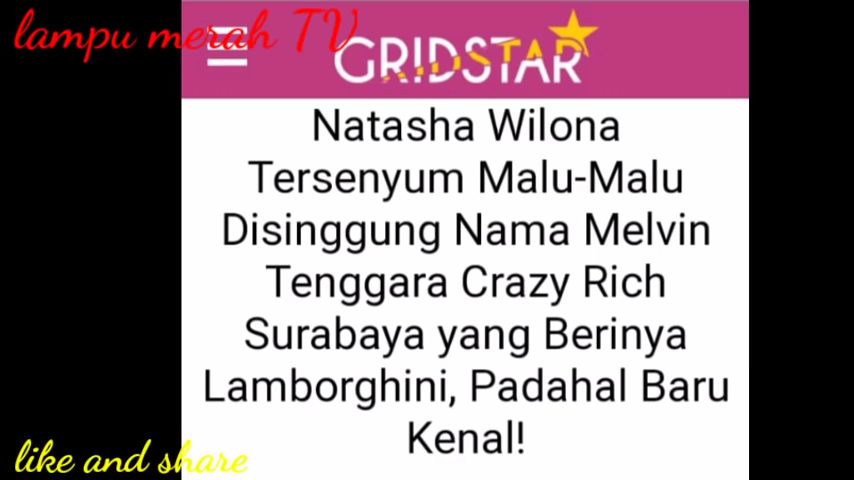 lampu merah TV
GRIDSTAR
Natasha Wilona
Tersenyum Malu-Malu
Disinggung Nama Melvin
Tenggara Crazy Rich
Surabaya yang Berinya
Lamborghini, Padahal Baru
Kenal!
like and share